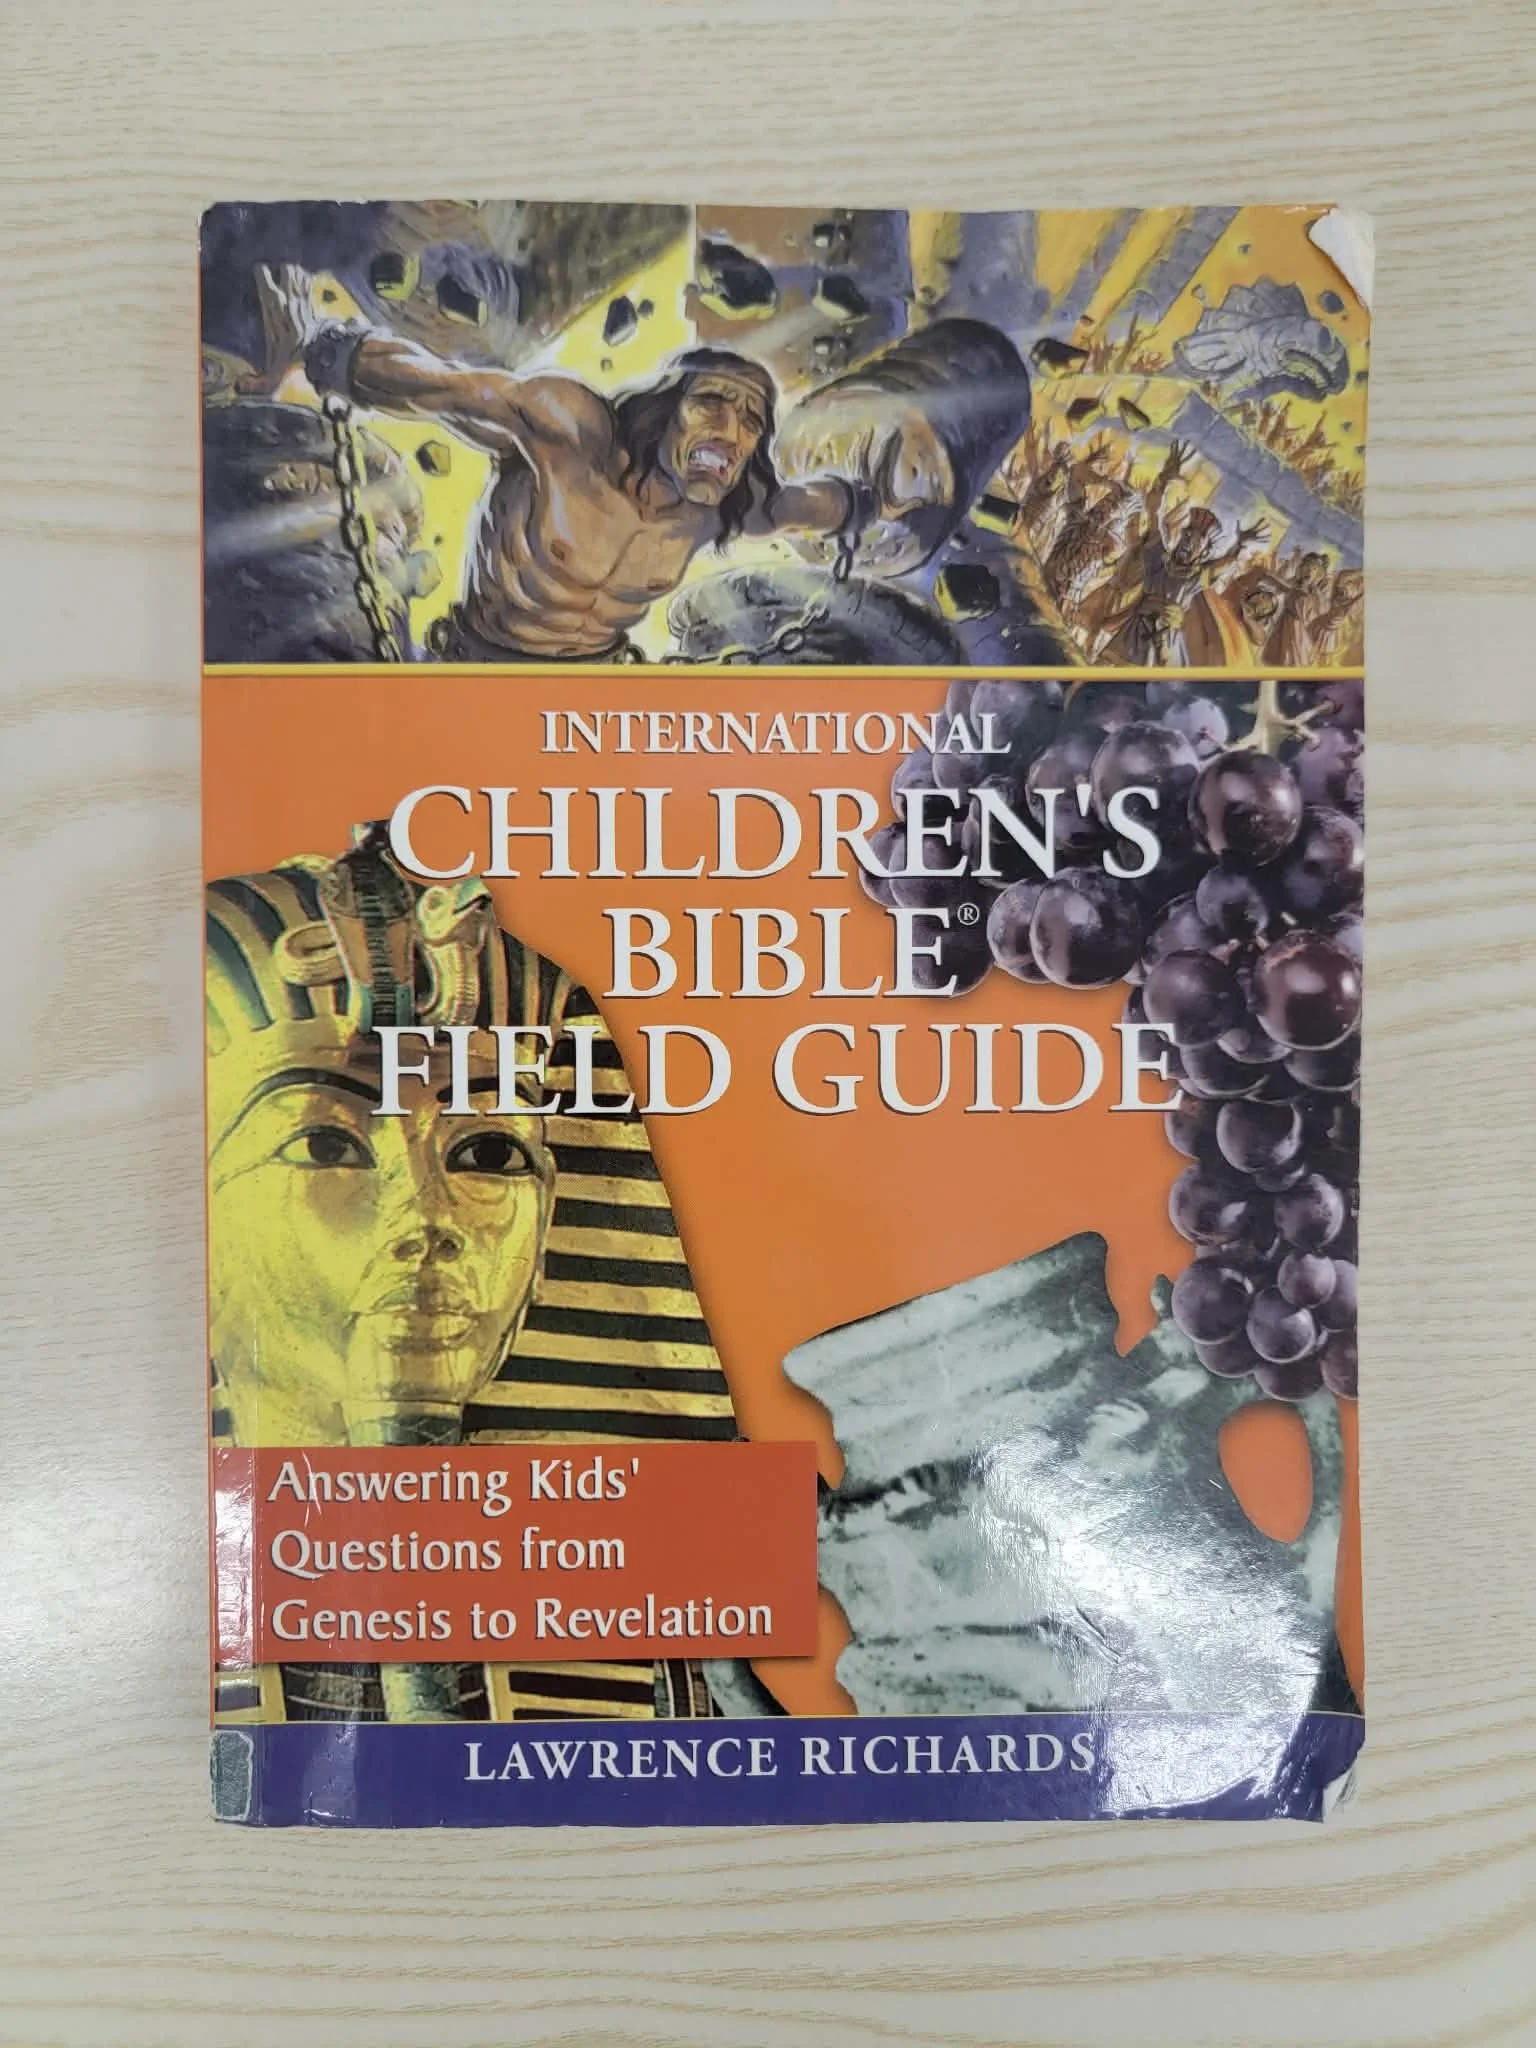 INTERNATIONAL
CHILDREN'S
BIBLE®
FIELD GUIDE
Answering Kids'
Questions from
Genesis to Revelation
LAWRENCE RICHARDS